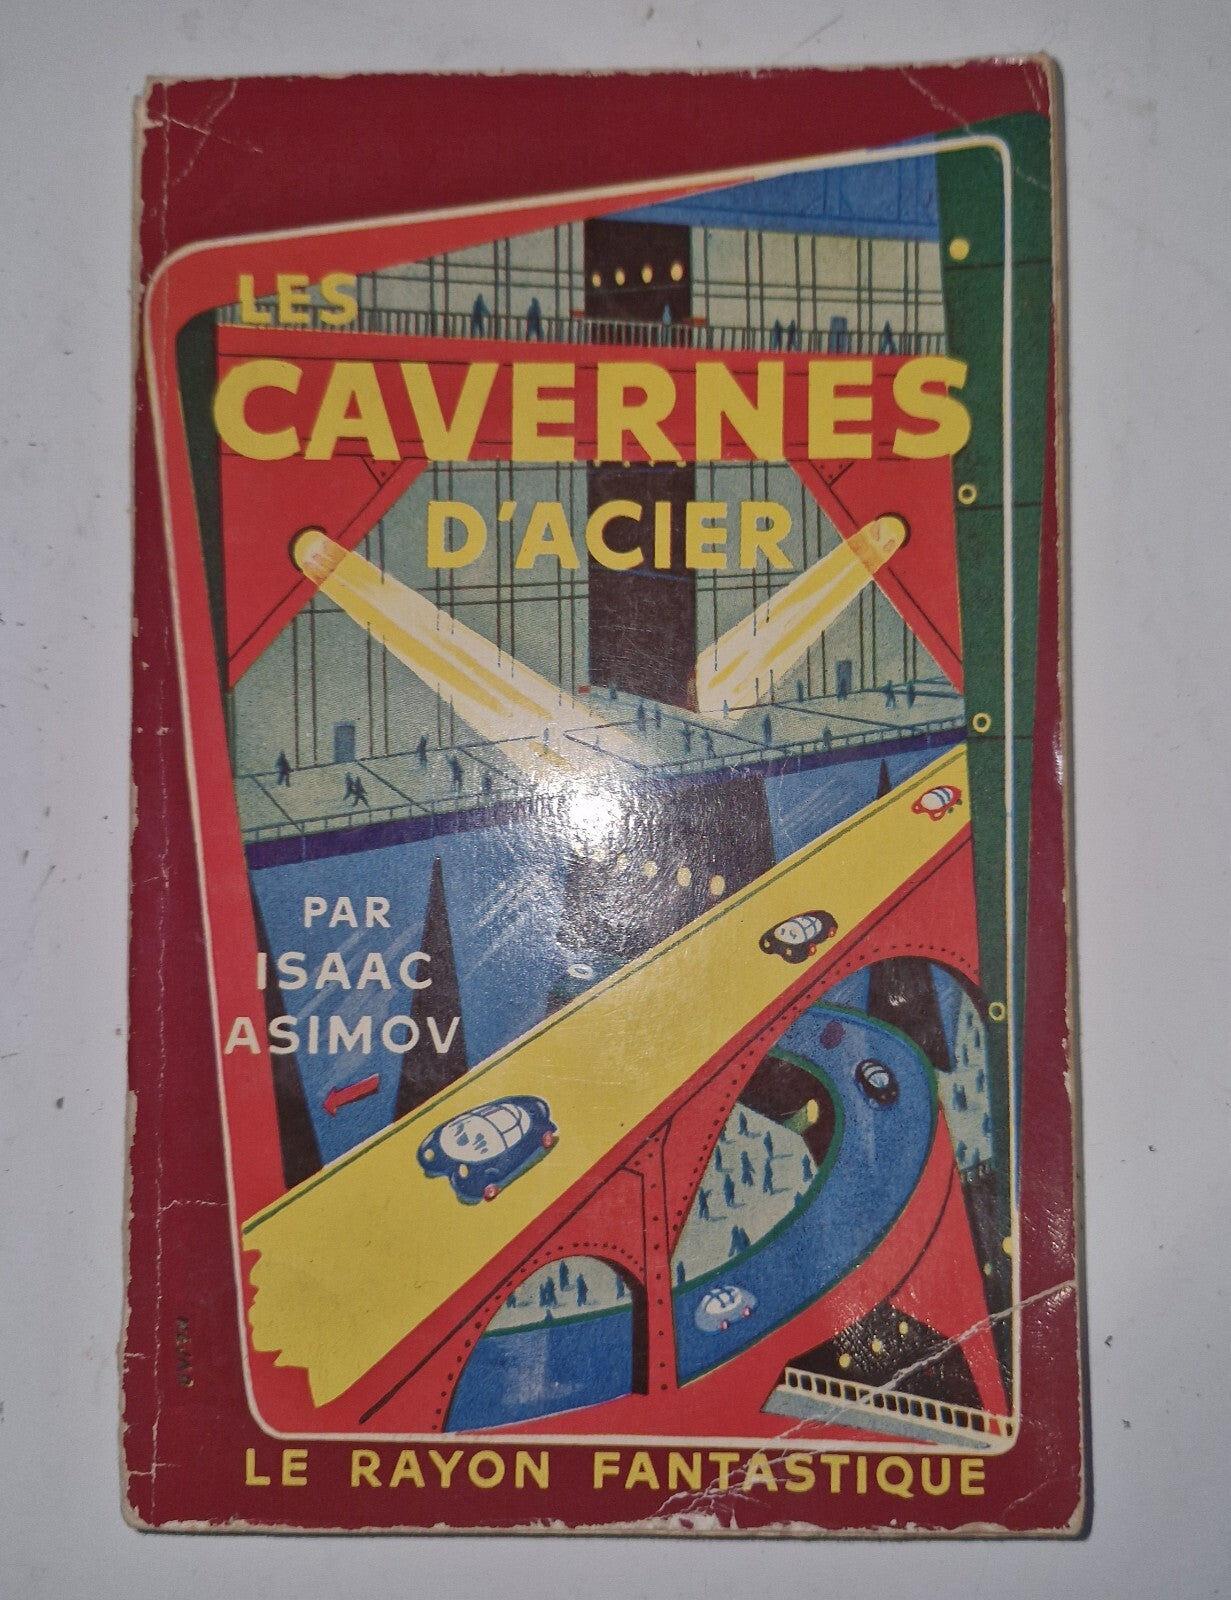 LES
CAVERNES
D'ACIER
PAR
ISAAC
ASIMOV
LE RAYON FANTASTIQUE